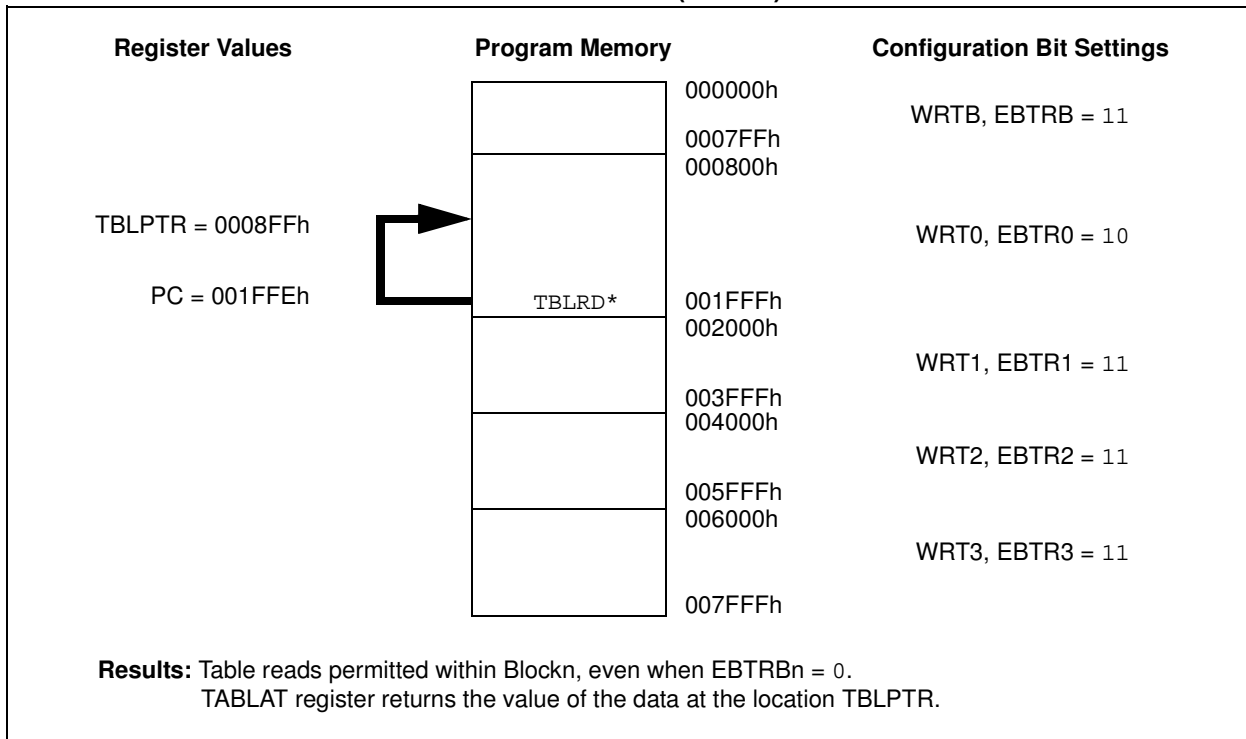 Register Values
Program Memory
Configuration Bit Settings
000000h
WRTB, EBTRB = 11
0007FFh
000800h
TBLPTR = 0008FFh
WRT0, EBTR0 = 10
PC = 001FFEh
TBLRD*
001FFFh
002000h
WRT1, EBTR1 = 11
003FFFh
004000h
WRT2, EBTR2 = 11
005FFFh
006000h
WRT3, EBTR3 = 11
007FFFh
Results: Table reads permitted within Blockn, even when EBTRBn = 0.
TABLAT register returns the value of the data at the location TBLPTR.